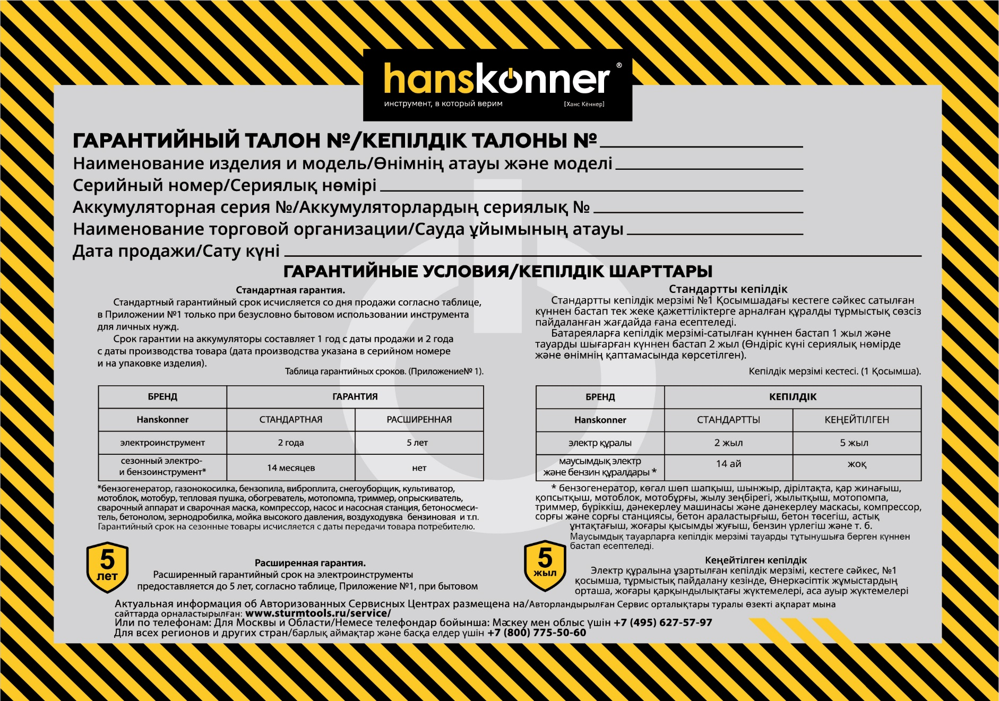 hanskonner ®
инструмент, в который верим [Ханс Кённер]
ГАРАНТИЙНЫЙ ТАЛОН №/КЕПІЛДІК ТАЛОНЫ №
Наименование изделия и модель/Өнімнің атауы және моделі
Серийный номер/Сериялық нөмірі
Аккумуляторная серия №/Аккумуляторлардың сериялық №
Наименование торговой организации/Сауда ұйымының атауы
Дата продажи/Сату күні
ГАРАНТИЙНЫЕ УСЛОВИЯ/КЕПІЛДІК ШАРТТАРЫ
Стандартная гарантия.
Стандартный гарантийный срок исчисляется со дня продажи согласно таблице,
в Приложении №1 только при безусловно бытовом использовании инструмента
для личных нужд.
Срок гарантии на аккумуляторы составляет 1 год с даты продажи и 2 года
с даты производства товара (дата производства указана в серийном номере
и на упаковке изделия).
Таблица гарантийных сроков. (Приложение№ 1).
БРЕНД ГАРАНТИЯ
Hanskonner СТАНДАРТНАЯ РАСШИРЕННАЯ
электроинструмент 2 года 5 лет
сезонный электро-
и бензоинструмент* 14 месяцев нет
*бензогенератор, газонокосилка, бензопила, виброплита, снегоуборщик, культиватор,
мотоблок, мотобур, тепловая пушка, обогреватель, мотопомпа, триммер, опрыскиватель,
сварочный аппарат и сварочная маска, компрессор, насос и насосная станция, бетоносмеси-
тель, бетонолом, зернодробилка, мойка высокого давления, воздуходувка бензиновая и т.п.
Гарантийный срок на сезонные товары исчисляется с даты передачи товара потребителю.
5
лет
Расширенная гарантия.
Расширенный гарантийный срок на электроинструменты
предоставляется до 5 лет, согласно таблице, Приложение №1, при бытовом
Стандартты кепілдік
Стандартты кепілдік мерзімі №1 Қосымшадағы кестеге сәйкес сатылған
күннен бастап тек жеке қажеттіліктерге арналған құралды тұрмыстық сөзсіз
пайдаланған жағдайда ғана есептеледі.
Батареяларға кепілдік мерзімі-сатылған күннен бастап 1 жыл және
тауарды шығарған күннен бастап 2 жыл (Өндіріс күні сериялық нөмірде
және өнімнің қаптамасында көрсетілген).
Кепілдік мерзімі кестесі. (1 Қосымша).
БРЕНД КЕПІЛДІК
Hanskonner СТАНДАРТТЫ КЕҢЕЙТІЛГЕН
электр құралы 2 жыл 5 жыл
маусымдық электр
және бензин құралдары * 14 ай жоқ
* бензогенератор, көгал шөп шапқыш, шынжыр, дірілтақта, қар жинағыш,
қопсытқыш, мотоблок, мотобұрғы, жылу зеңбірегі, жылытқыш, мотопомпа,
триммер, бүріккіш, дәнекерлеу машинасы және дәнекерлеу маскасы, компрессор,
сорғы және сорғы станциясы, бетон араластырғыш, бетон төсегіш, астық
ұнтақтағыш, жоғары қысымды жуғыш, бензин үрлегіш және т. б.
Маусымдық тауарларға кепілдік мерзімі тауарды тұтынушыға берген күннен
бастап есептеледі.
5
жыл
Кеңейтілген кепілдік
Электр құралына ұзартылған кепілдік мерзімі, кестеге сәйкес, №1
қосымша, тұрмыстық пайдалану кезінде, Өнеркәсіптік жұмыстардың
орташа, жоғары қарқындылықтағы жүктемелері, аса ауыр жүктемелері
Актуальная информация об Авторизованных Сервисных Центрах размещена на/Авторландырылған Сервис орталықтары туралы өзекті ақпарат мына
сайттарда орналастырылған: www.sturmtools.ru/service/
Или по телефонам: Для Москвы и Области/Немесе телефондар бойынша: Мәскеу мен облыс үшін +7 (495) 627-57-97
Для всех регионов и других стран/барлық аймақтар және басқа елдер үшін +7 (800) 775-50-60